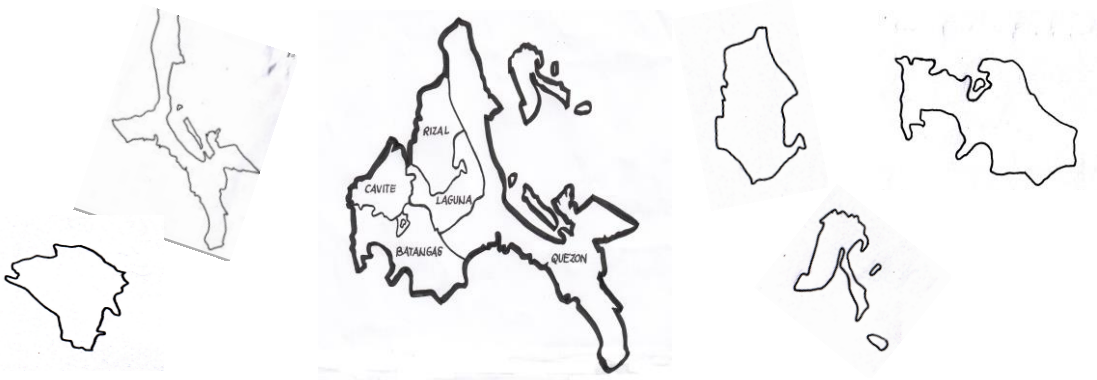 RIZAL
CAVITE
LAGUNA
BATANGAS
QUEZON